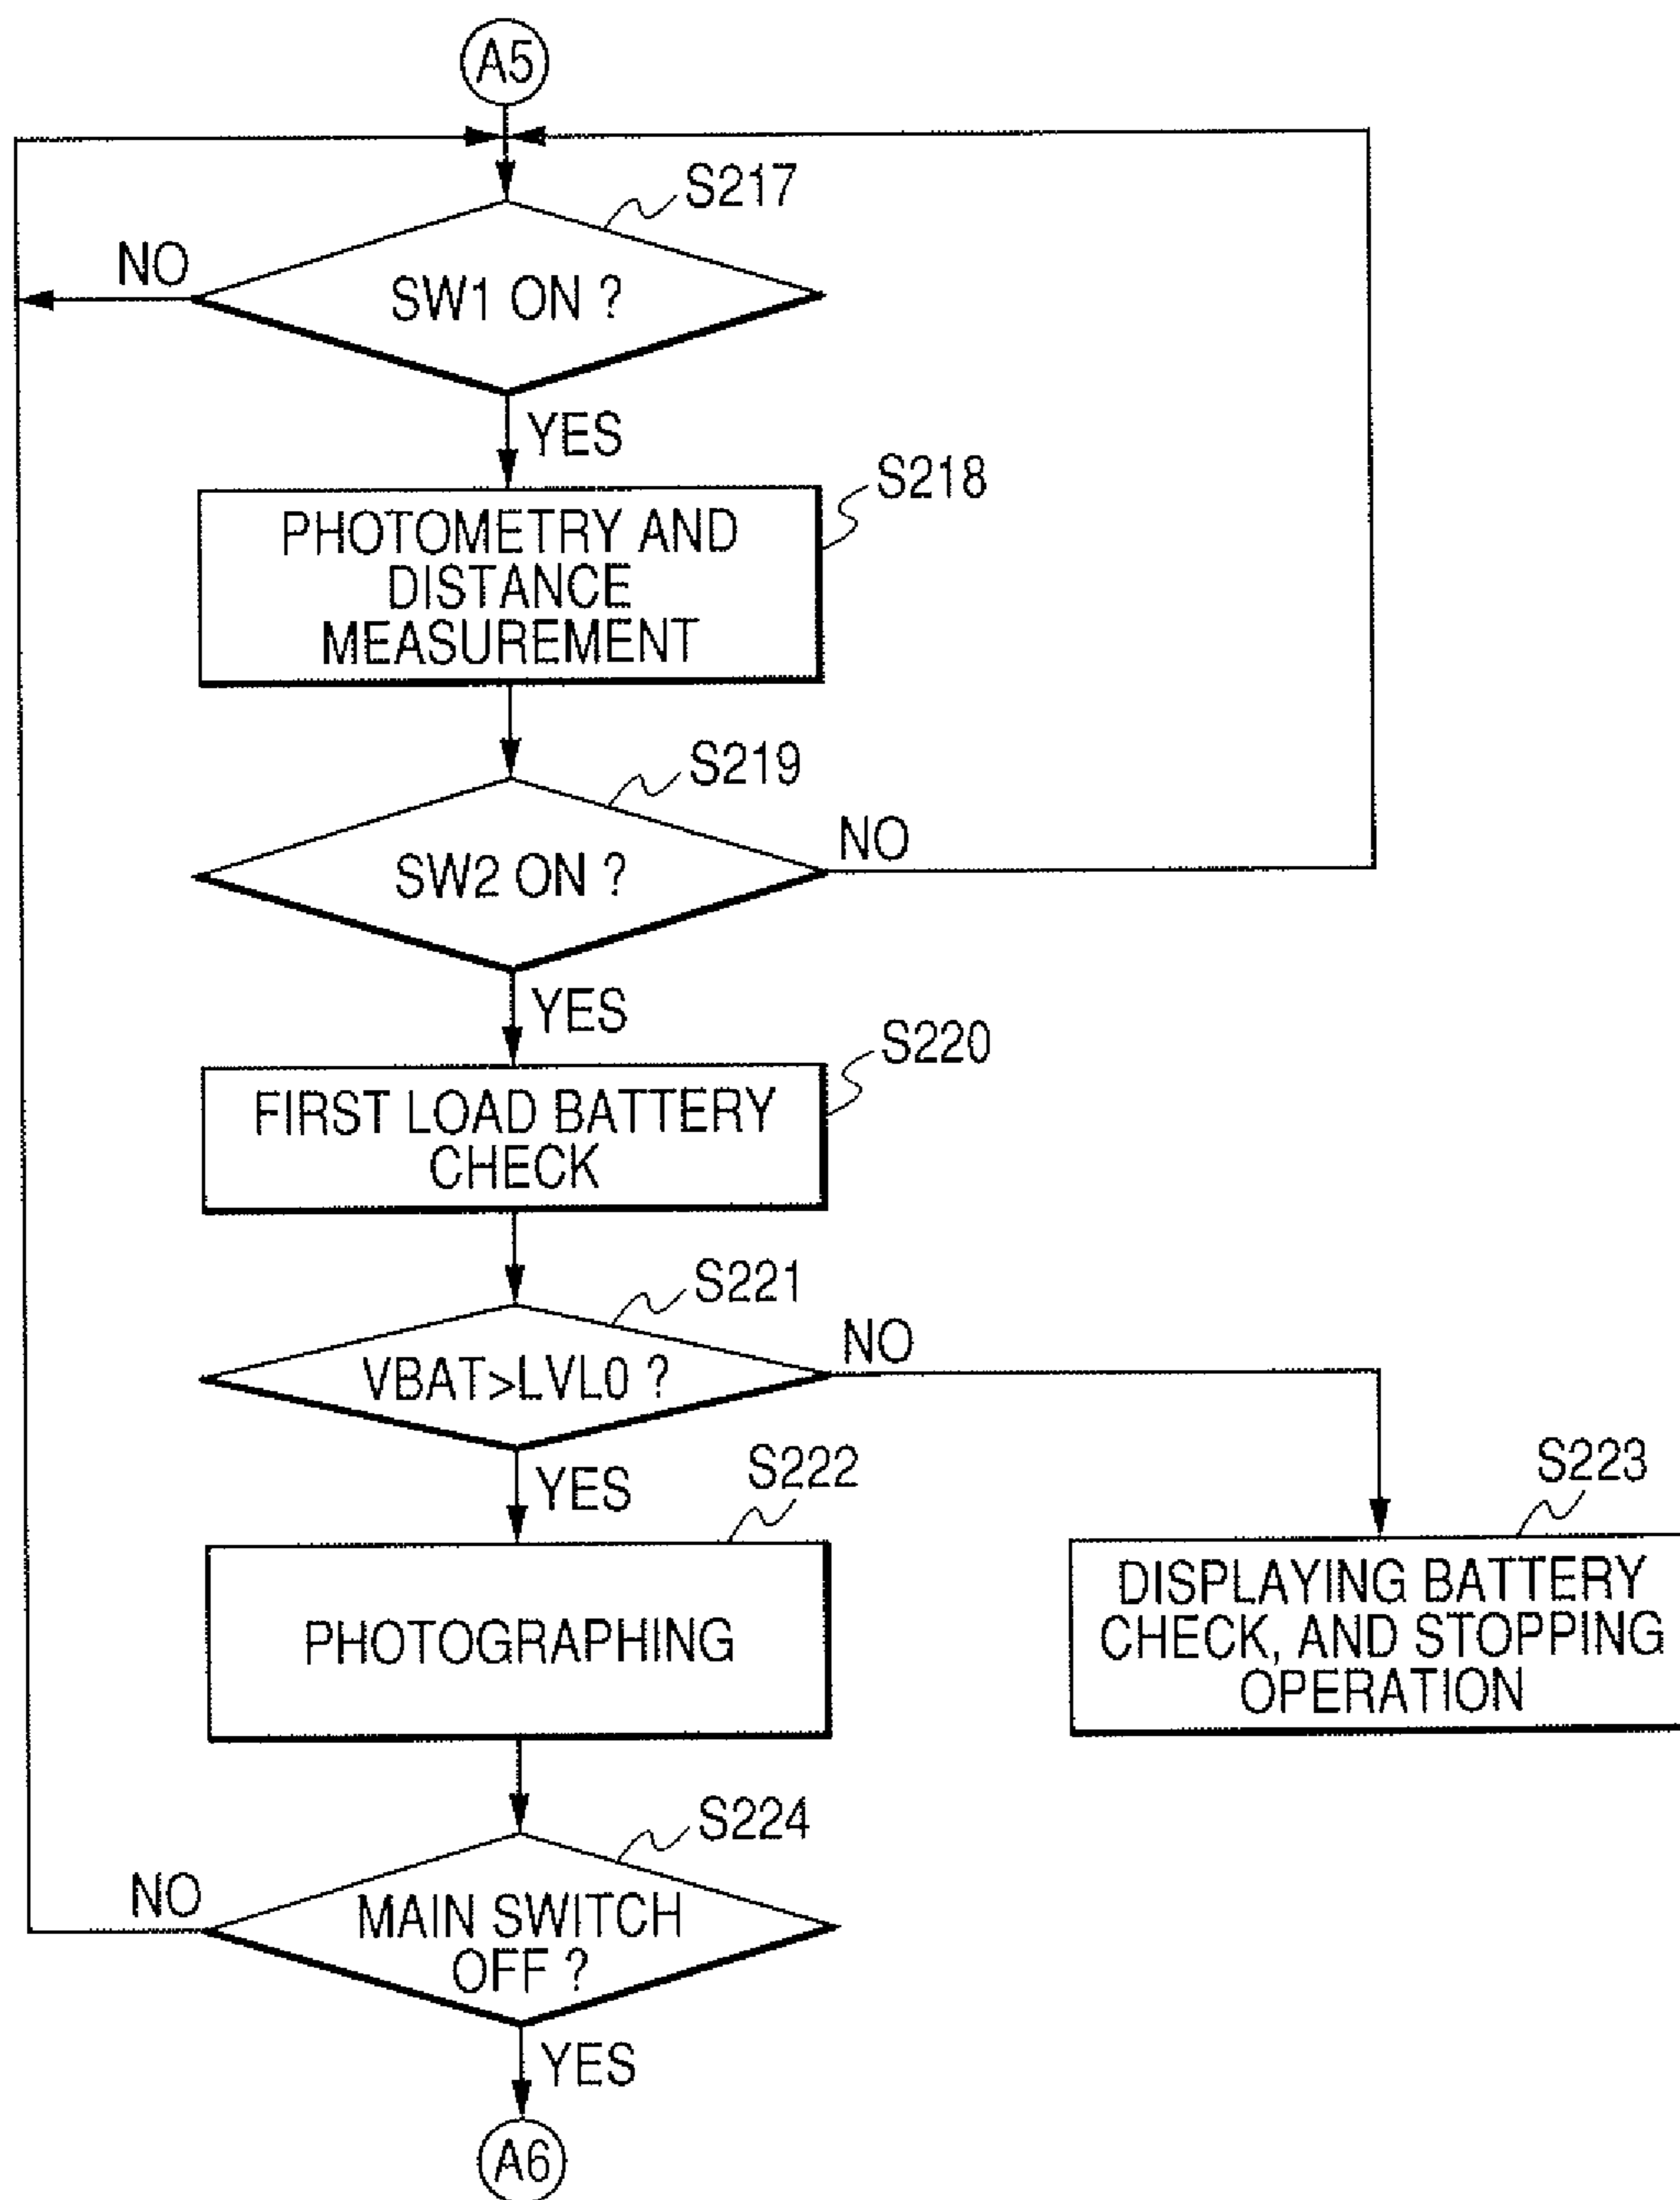 A5
S217
NO
SW1 ON ?
YES
S218
PHOTOMETRY AND
DISTANCE
MEASUREMENT
S219
NO
SW2 ON ?
YES
S220
FIRST LOAD BATTERY
CHECK
S221
NO
VBAT>LVL0 ?
YES
S222
S223
PHOTOGRAPHING
DISPLAYING BATTERY
CHECK, AND STOPPING
OPERATION
S224
NO
MAIN SWITCH
OFF ?
YES
A6